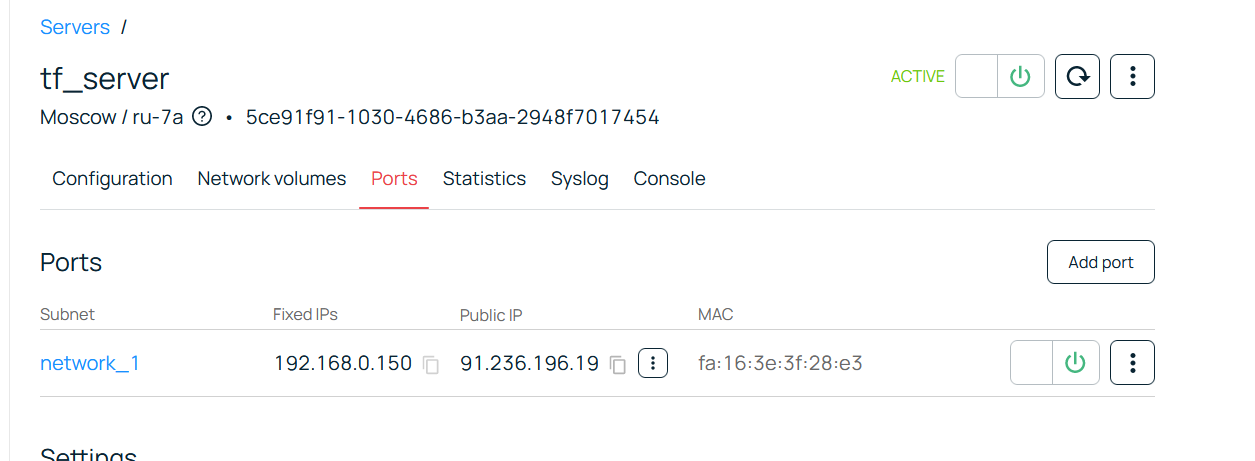 Servers /
tf_server
ACTIVE
Moscow / ru-7a ? • 5ce91f91-1030-4686-b3aa-2948f7017454
Configuration Network volumes Ports Statistics Syslog Console
Ports
Add port
Subnet Fixed IPs Public IP MAC
network_1 192.168.0.150 91.236.196.19 fa:16:3e:3f:28:e3
Settings